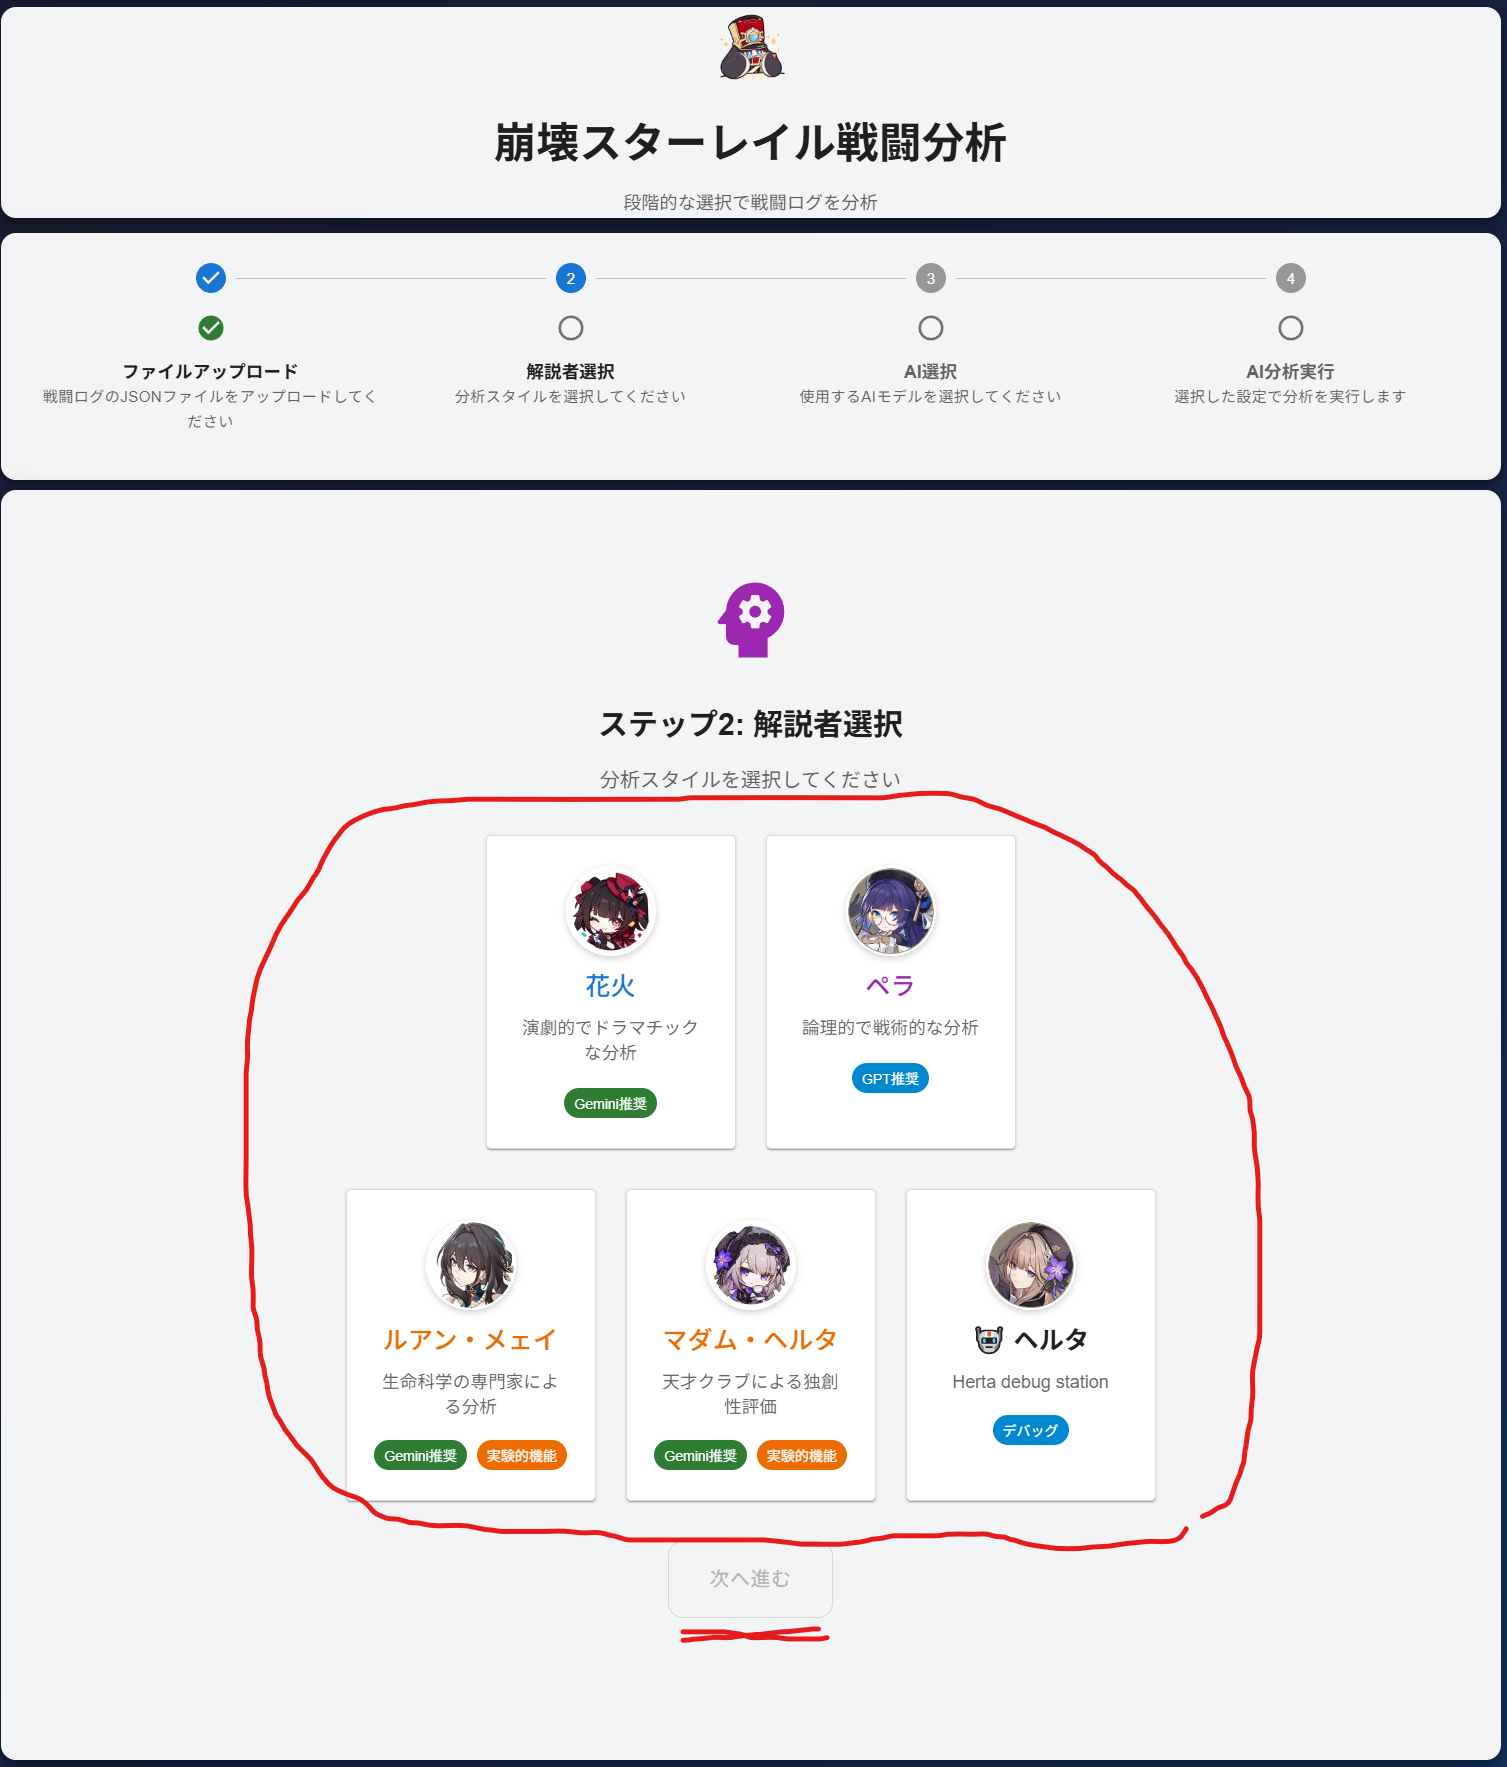 崩壊スターレイル戦闘分析
段階的な選択で戦闘ログを分析
2
3
4
ファイルアップロード
戦闘ログのJSONファイルをアップロードしてく
ださい
解説者選択
分析スタイルを選択してください
AI選択
使用するAIモデルを選択してください
AI分析実行
選択した設定で分析を実行します
ステップ2: 解説者選択
分析スタイルを選択してください
花火
演劇的でドラマチック
な分析
Gemini推奨
ペラ
論理的で戦術的な分析
GPT推奨
ルアン・メェイ
生命科学の専門家によ
る分析
Gemini推奨 実験的機能
マダム・ヘルタ
天才クラブによる独創
性評価
Gemini推奨 実験的機能
ヘルタ
Herta debug station
デバッグ
次へ進む